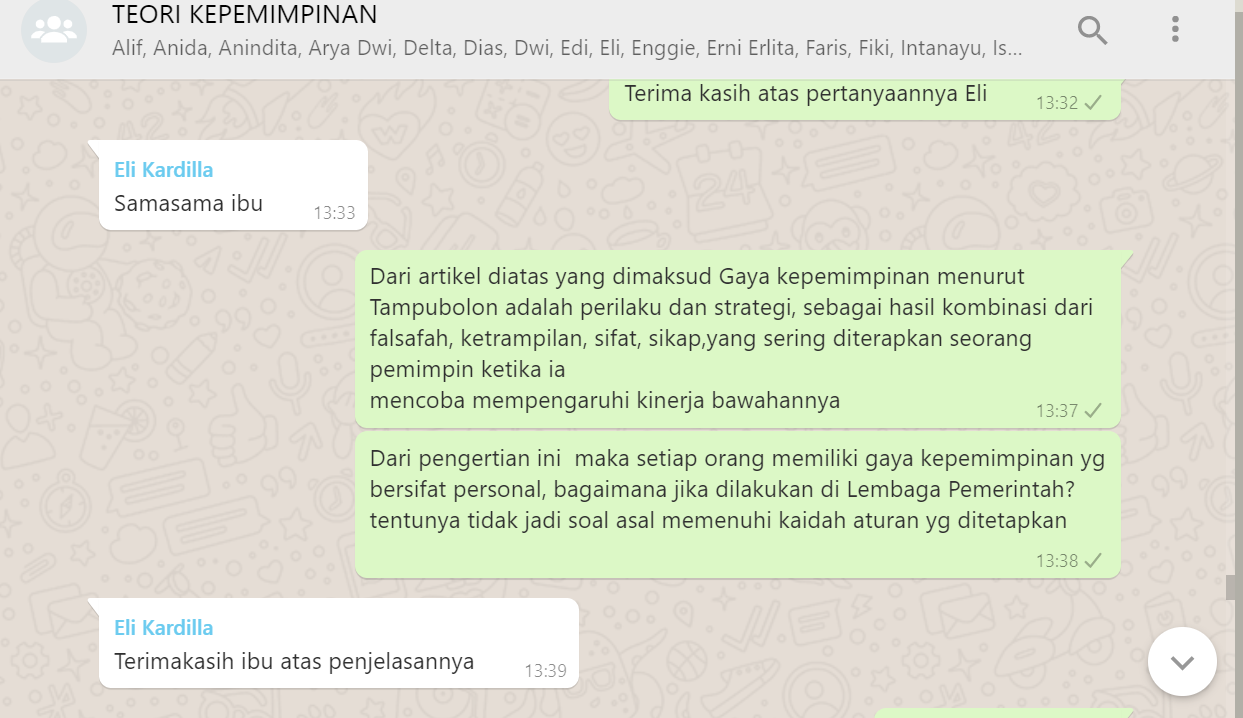 TEORI KEPEMIMPINAN
Alif, Anida, Anindita, Arya Dwi, Delta, Dias, Dwi, Edi, Eli, Enggie, Erni Erlita, Faris, Fiki, Intanayu, Is...
Terima kasih atas pertanyaannya Eli
13:32
Eli Kardilla
Samasama ibu
13:33
Dari artikel diatas yang dimaksud Gaya kepemimpinan menurut
Tampubolon adalah perilaku dan strategi, sebagai hasil kombinasi dari
falsafah, ketrampilan, sifat, sikap,yang sering diterapkan seorang
pemimpin ketika ia
mencoba mempengaruhi kinerja bawahannya
13:37
Dari pengertian ini  maka setiap orang memiliki gaya kepemimpinan yg
bersifat personal, bagaimana jika dilakukan di Lembaga Pemerintah?
tentunya tidak jadi soal asal memenuhi kaidah aturan yg ditetapkan
13:38
Eli Kardilla
Terimakasih ibu atas penjelasannya
13:39